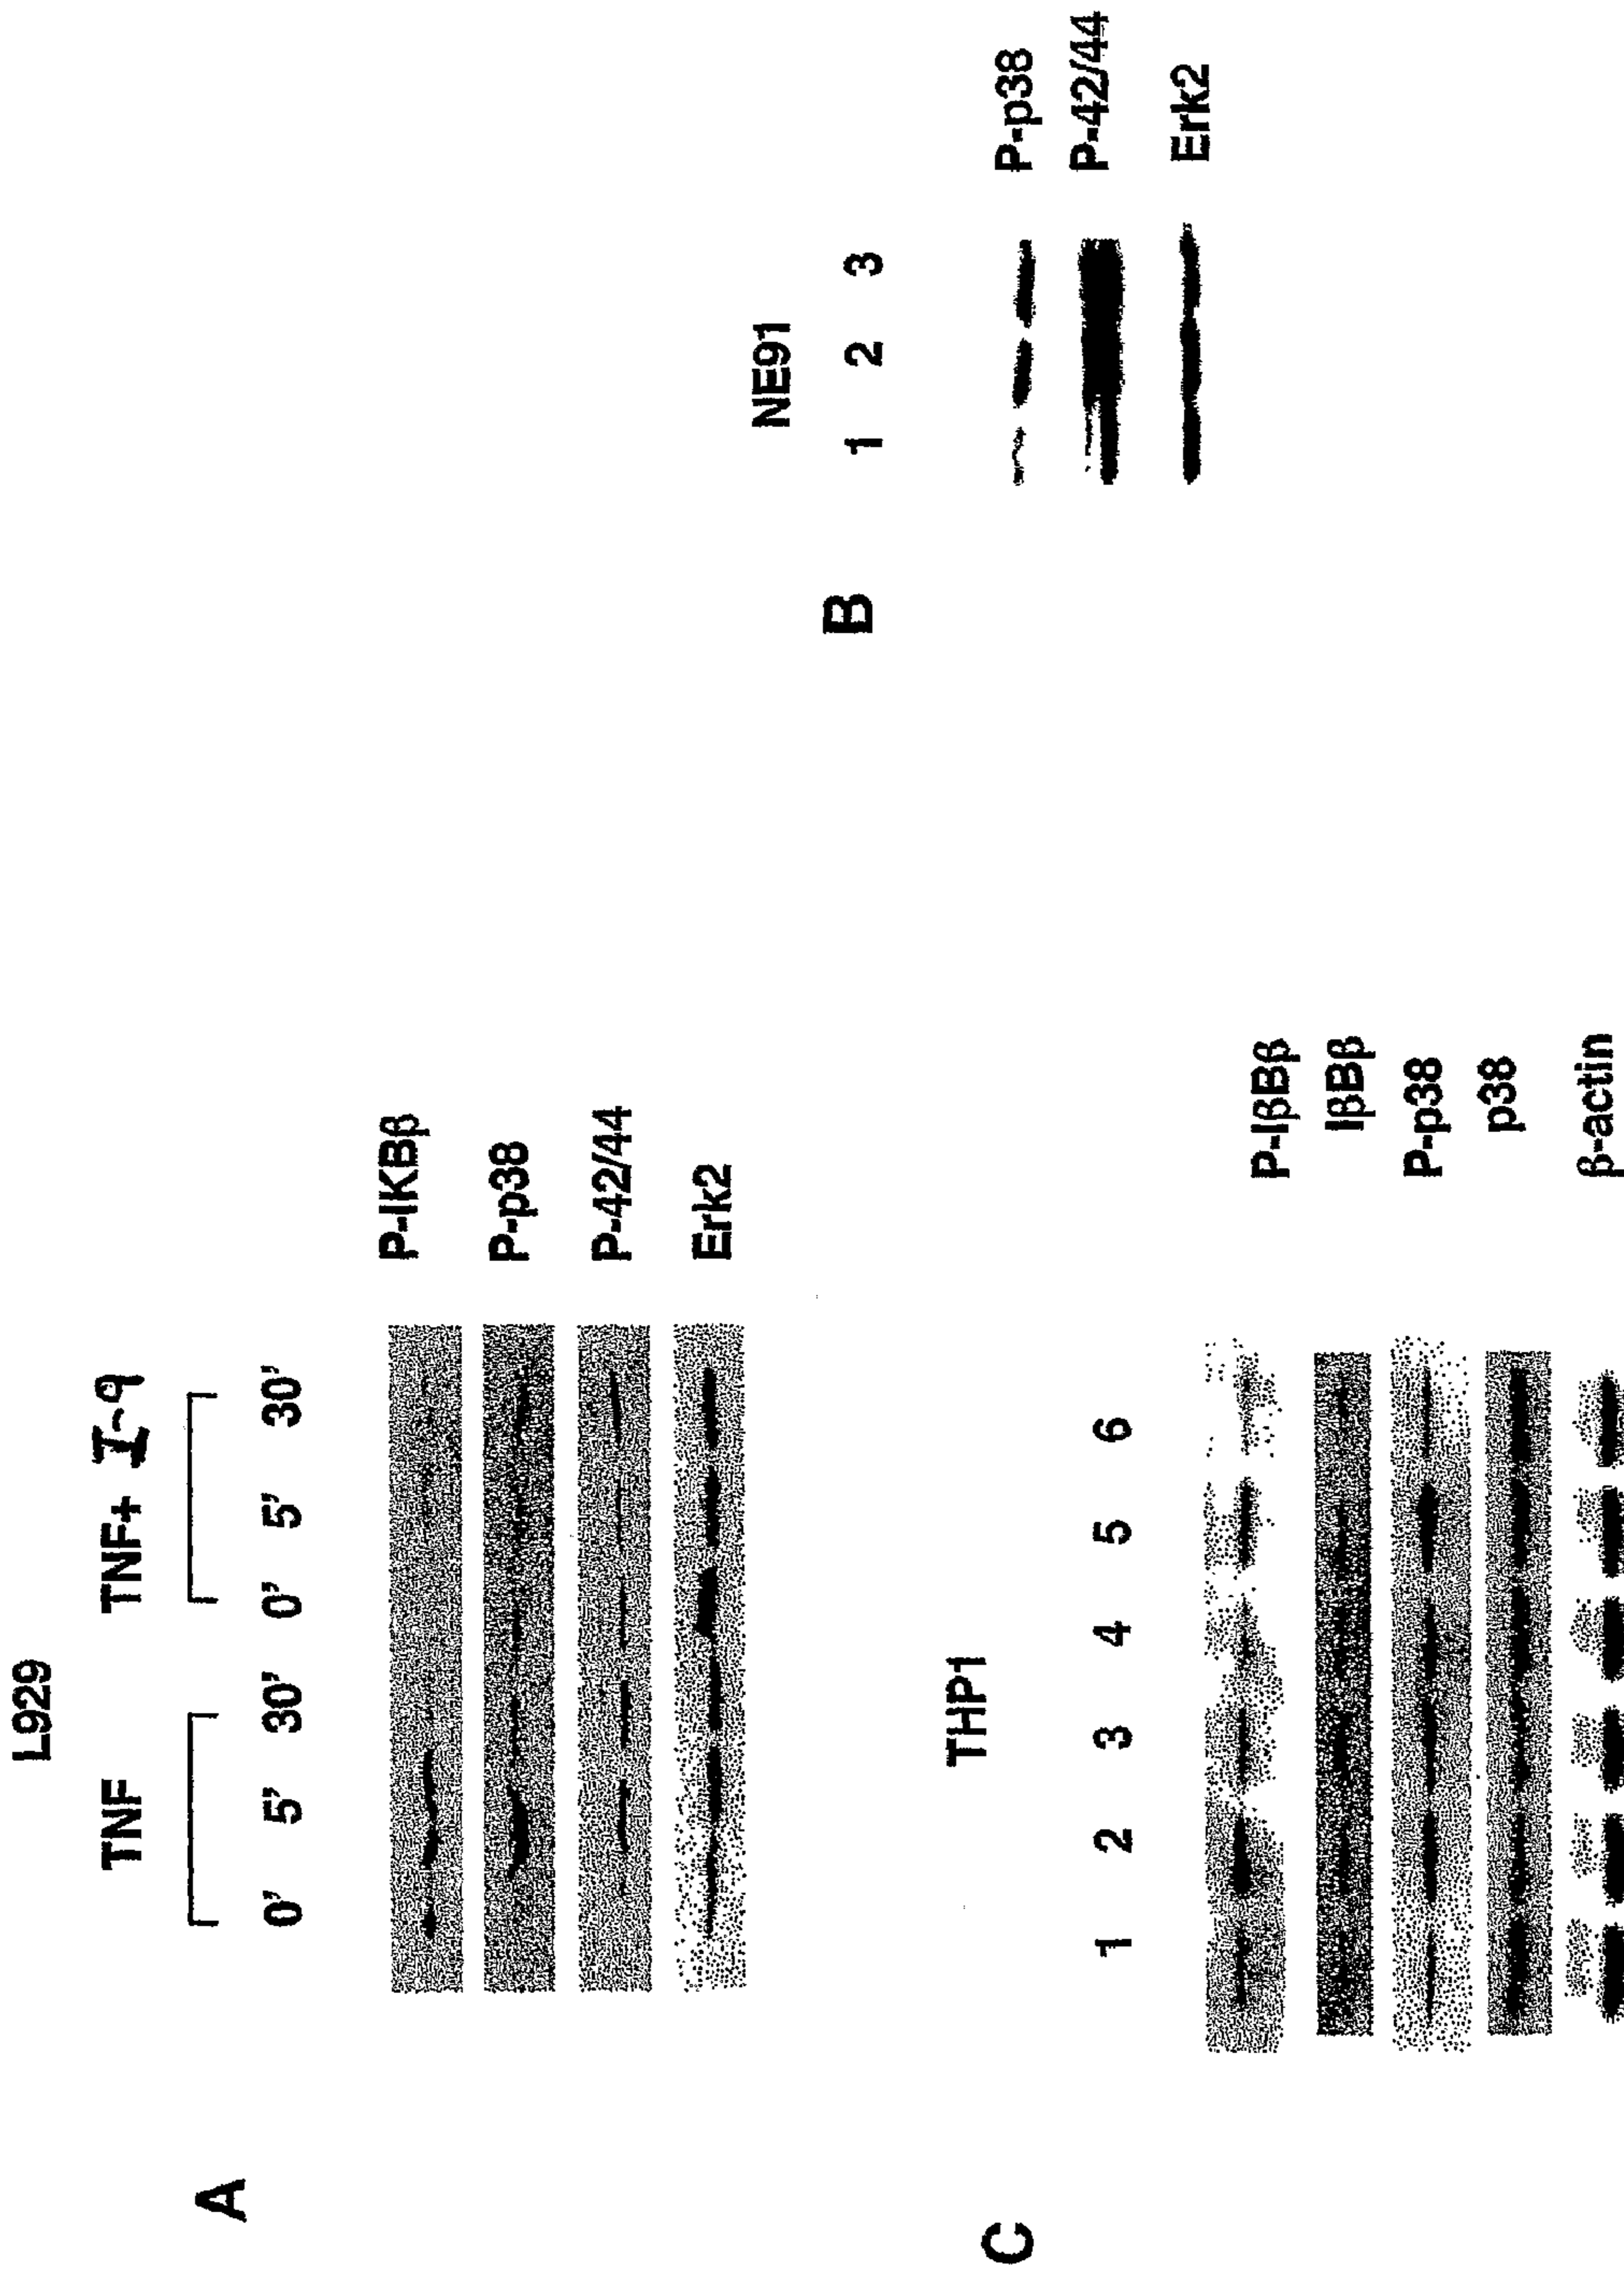 A
L929
TNF TNF+ I-9
0' 5' 30' 0' 5' 30'
P-IKBβ
P-p38
P-42/44
Erk2
B
NE91
1 2 3
P-p38
P-42/44
Erk2
C
THP1
1 2 3 4 5 6
P-IβBβ
IβBβ
P-p38
p38
β-actin